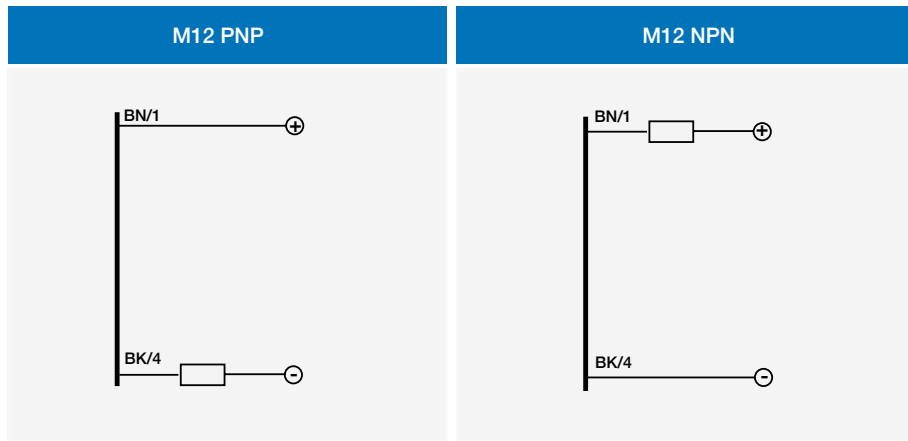 M12 PNP
M12 NPN
BN/1
+
BN/1
+
BK/4
-
BK/4
-